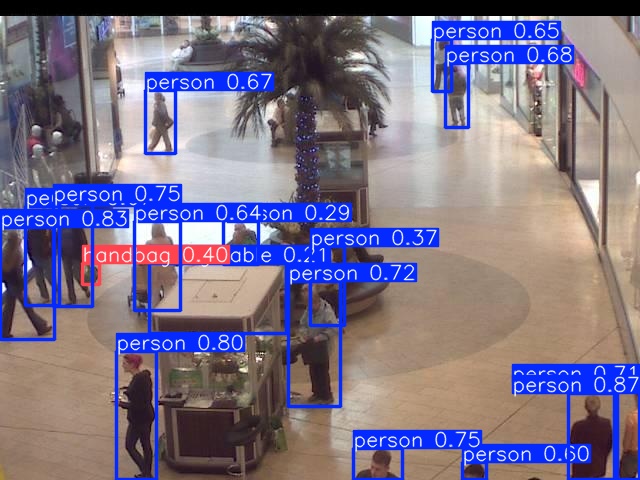 person 0.65
person 0.68
person 0.67
person 0.75
person 0.83
person 0.64
son 0.29
person 0.37
handbag 0.40
able 0.21
person 0.72
person 0.80
person 0.71
person 0.87
person 0.75
person 0.60